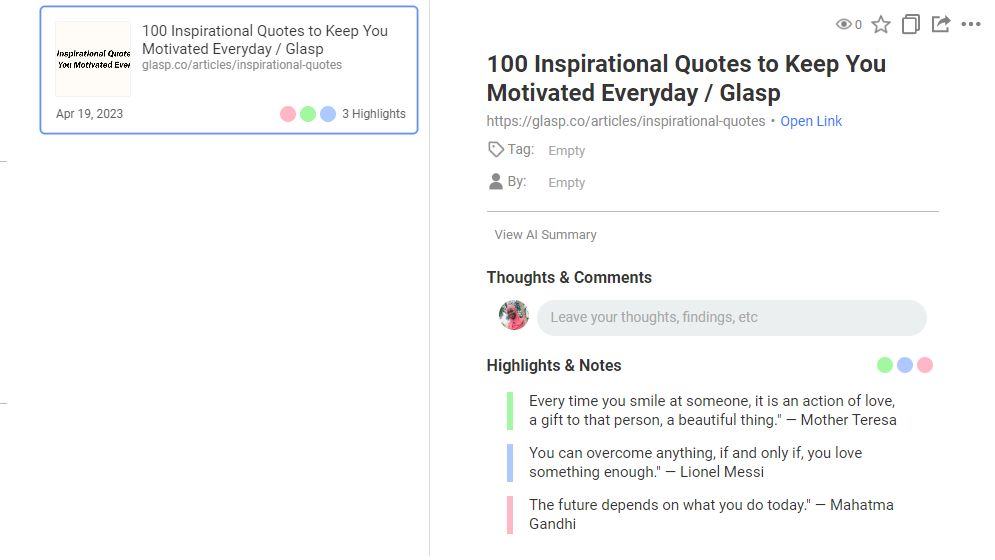 Inspirational Quote
You Motivated Ever
100 Inspirational Quotes to Keep You
Motivated Everyday / Glasp
glasp.co/articles/inspirational-quotes
Apr 19, 2023
3 Highlights
0
100 Inspirational Quotes to Keep You
Motivated Everyday / Glasp
https://glasp.co/articles/inspirational-quotes • Open Link
Tag: Empty
By: Empty
View AI Summary
Thoughts & Comments
Leave your thoughts, findings, etc
Highlights & Notes
Every time you smile at someone, it is an action of love,
a gift to that person, a beautiful thing." — Mother Teresa
You can overcome anything, if and only if, you love
something enough." — Lionel Messi
The future depends on what you do today." — Mahatma
Gandhi